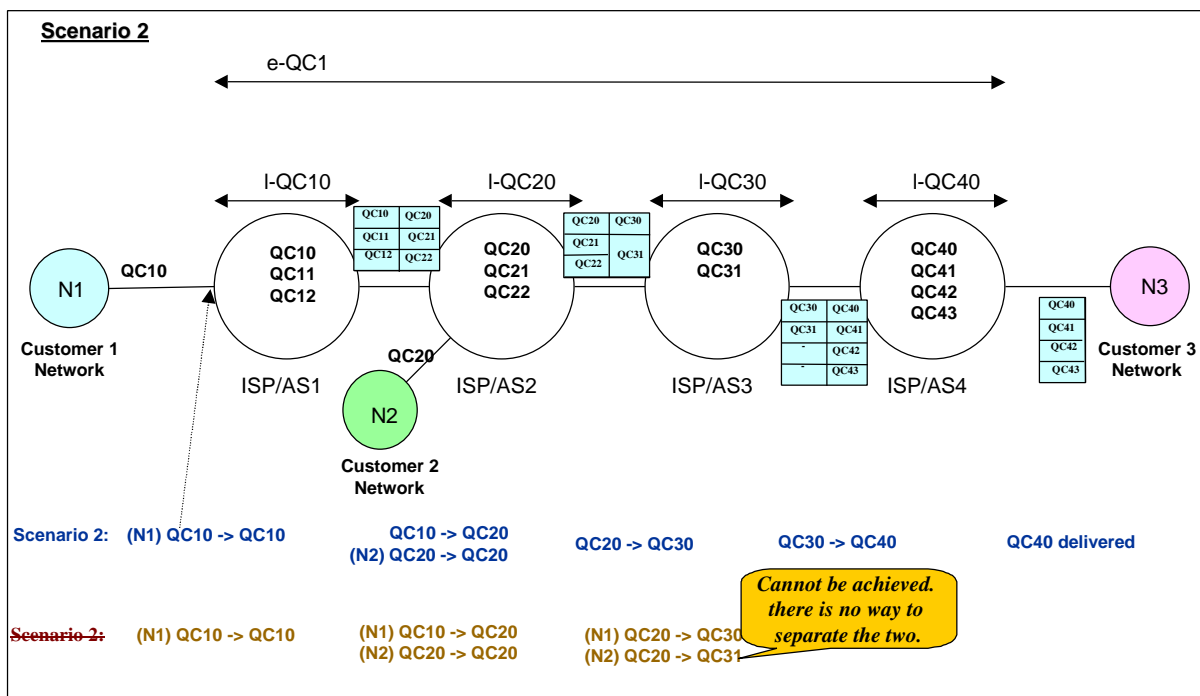 Scenario 2
e-QC1
l-QC10
l-QC20
l-QC30
l-QC40
QC10 QC20
QC11 QC21
QC12 QC22
QC20 QC30
QC21
QC22 QC31
QC10
QC11
QC12
QC20
QC21
QC22
QC30
QC31
QC40
QC41
QC42
QC43
N1
QC10
N3
QC30 QC40
QC31 QC41
- QC42
- QC43
QC40
QC41
QC42
QC43
Customer 1
Network
Customer 3
Network
QC20
ISP/AS1
ISP/AS2
ISP/AS3
ISP/AS4
N2
Customer 2
Network
Scenario 2: (N1) QC10 -> QC10
QC10 -> QC20
(N2) QC20 -> QC20
QC20 -> QC30
QC30 -> QC40
QC40 delivered
Cannot be achieved.
there is no way to
separate the two.
Scenario 2: (N1) QC10 -> QC10
(N1) QC10 -> QC20
(N2) QC20 -> QC20
(N1) QC20 -> QC30
(N2) QC20 -> QC31